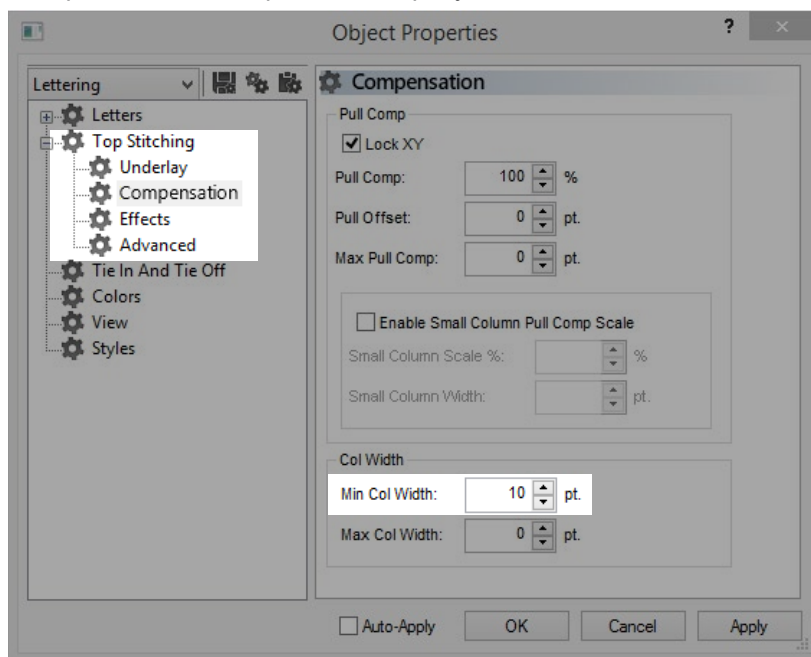 Object Properties
?
Lettering
Letters
Top Stitching
Underlay
Compensation
Effects
Advanced
Tie In And Tie Off
Colors
View
Styles
Compensation
Pull Comp
Lock XY
Pull Comp: 100 %
Pull Offset: 0 pt.
Max Pull Comp: 0 pt.
Enable Small Column Pull Comp Scale
Small Column Scale %: %
Small Column Width: pt.
Col Width
Min Col Width: 10 pt.
Max Col Width: 0 pt.
Auto-Apply OK Cancel Apply